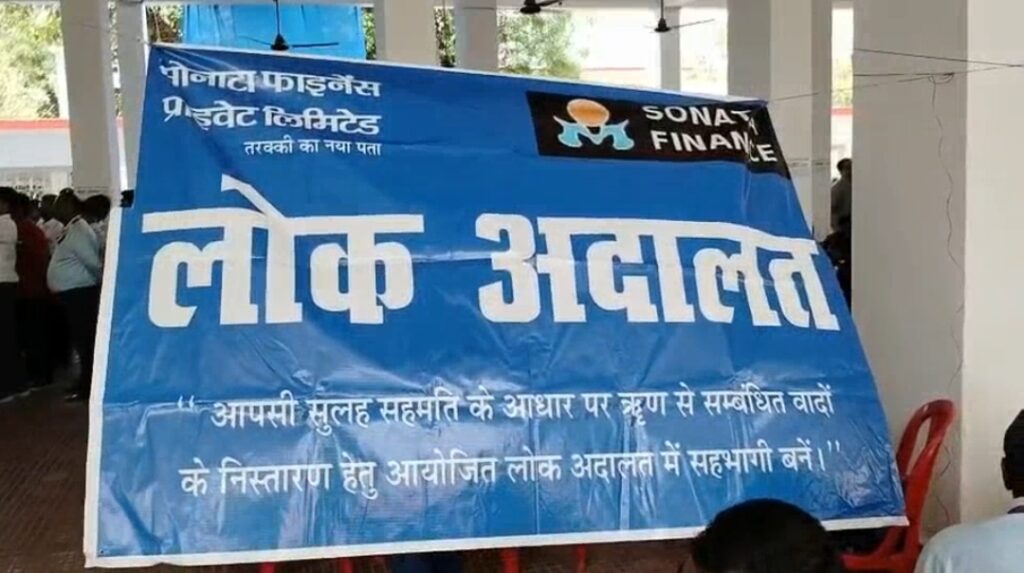 सोनाटा फाइनेंस
प्राइवेट लिमिटेड
तरक्की का नया पता
SONATA
FINANCE
लोक अदालत
“ आपसी सुलह सहमति के आधार पर ऋण से सम्बंधित वादों
के निस्तारण हेतु आयोजित लोक अदालत में सहभागी बनें।”